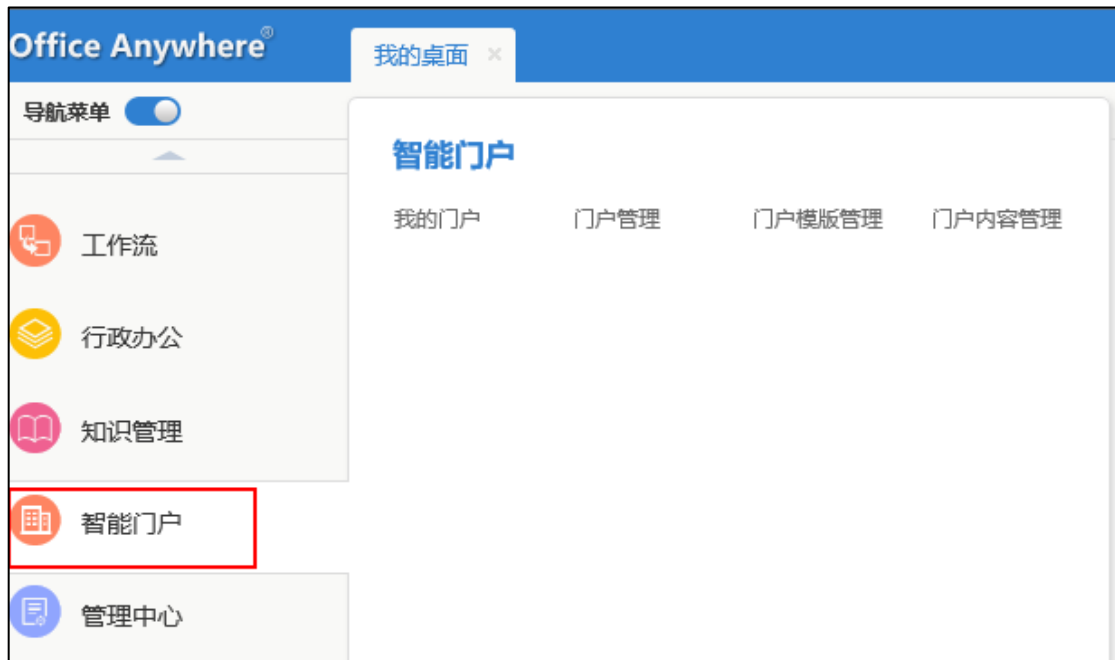 Office Anywhere®
我的桌面 ×
导航菜单
智能门户
我的门户 门户管理 门户模版管理 门户内容管理
工作流
行政办公
知识管理
智能门户
管理中心